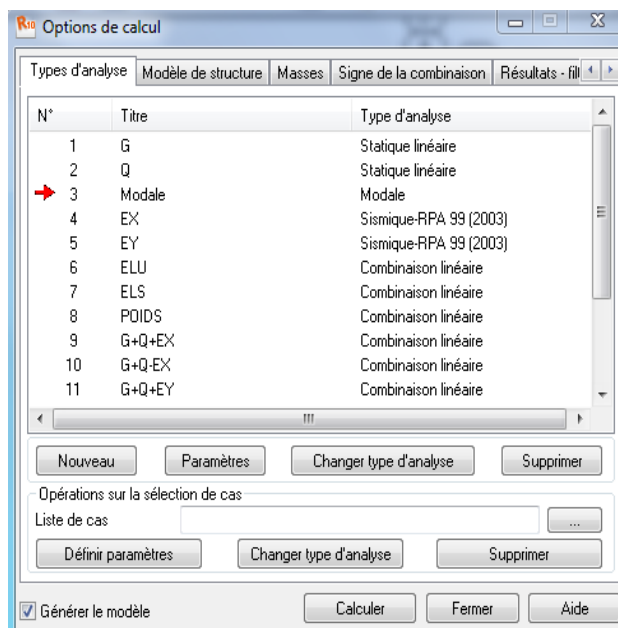 R10 Options de calcul
Types d'analyse Modèle de structure Masses Signe de la combinaison Résultats - fil
N° Titre Type d'analyse
1 G Statique linéaire
2 Q Statique linéaire
3 Modale Modale
4 EX Sismique-RPA 99 (2003)
5 EY Sismique-RPA 99 (2003)
6 ELU Combinaison linéaire
7 ELS Combinaison linéaire
8 POIDS Combinaison linéaire
9 G+Q+EX Combinaison linéaire
10 G+Q-EX Combinaison linéaire
11 G+Q+EY Combinaison linéaire
Nouveau Paramètres Changer type d'analyse Supprimer
Opérations sur la sélection de cas
Liste de cas ...
Définir paramètres Changer type d'analyse Supprimer
Générer le modèle Calculer Fermer Aide